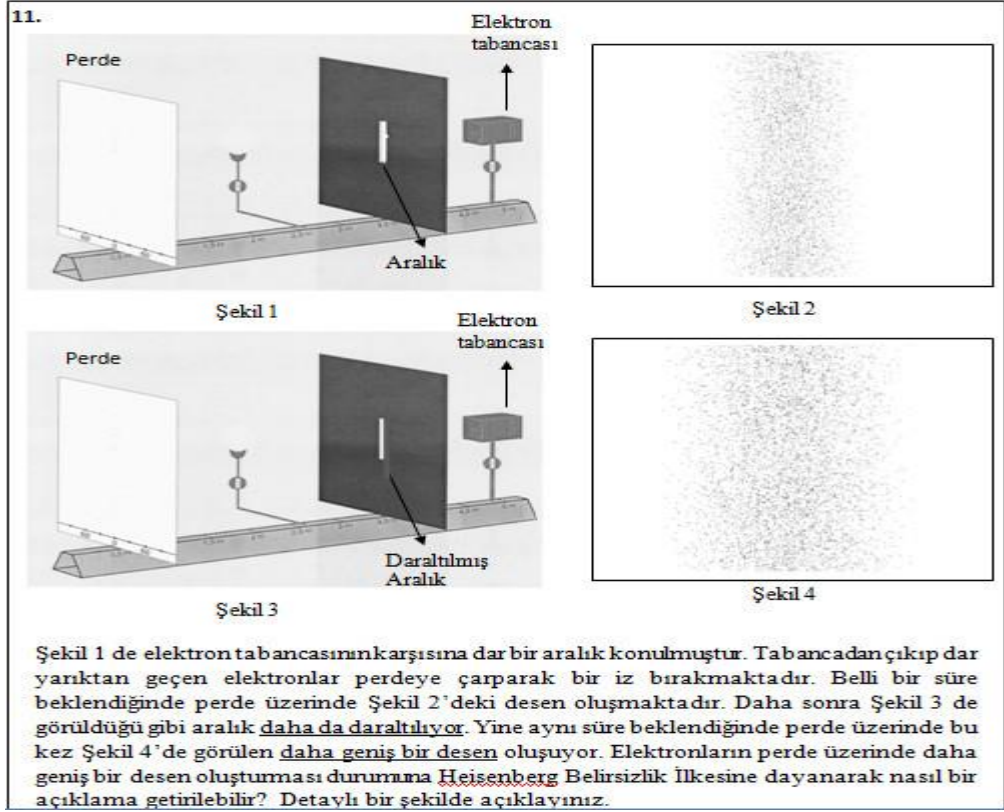 11.
Elektron
tabancası
Perde
Aralık
Şekil 1
Şekil 2
Elektron
tabancası
Perde
Daraltılmış
Aralık
Şekil 3
Şekil 4
Şekil 1 de elektron tabancasının karşısına dar bir aralık konulmuştur. Tabancadan çıkıp dar
yarıktan geçen elektronlar perdeye çarparak bir iz bırakmaktadır. Belli bir süre
beklendiğinde perde üzerinde Şekil 2’deki desen oluşmaktadır. Daha sonra Şekil 3 de
görüldüğü gibi aralık daha da daraltılıyor. Yine aynı süre beklendiğinde perde üzerinde bu
kez Şekil 4’de görülen daha geniş bir desen oluşuyor. Elektronların perde üzerinde daha
geniş bir desen oluşturması durumuna Heisenberg Belirsizlik İlkesine dayanarak nasıl bir
açıklama getirilebilir? Detaylı bir şekilde açıklayınız.